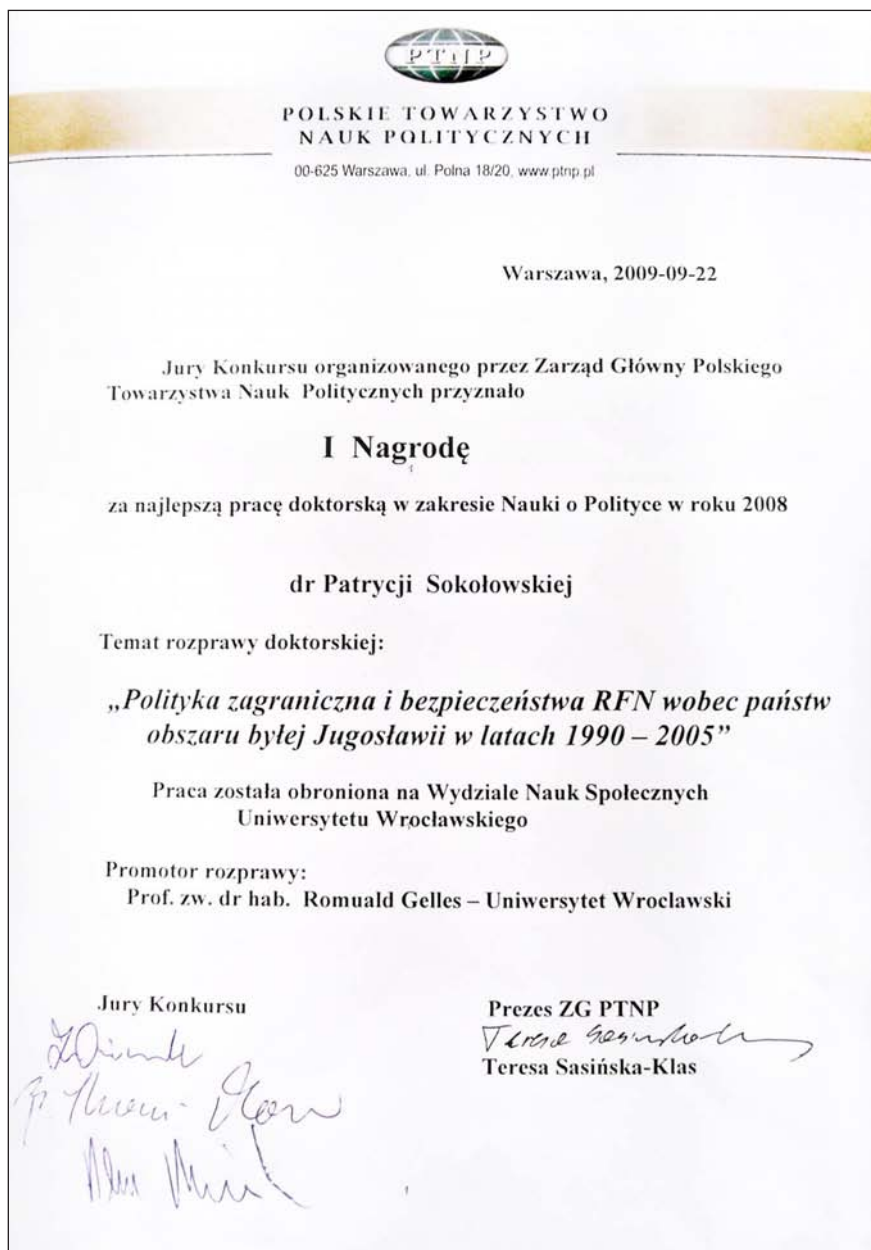 PTNP
POLSKIE TOWARZYSTWO
NAUK POLITYCZNYCH
00-625 Warszawa, ul. Polna 18/20, www.ptnp.pl
Warszawa, 2009-09-22
Jury Konkursu organizowanego przez Zarząd Główny Polskiego
Towarzystwa Nauk Politycznych przyznało
I Nagrodę
za najlepszą pracę doktorską w zakresie Nauki o Polityce w roku 2008
dr Patrycji Sokołowskiej
Temat rozprawy doktorskiej:
„Polityka zagraniczna i bezpieczeństwa RFN wobec państw
obszaru byłej Jugosławii w latach 1990 – 2005”
Praca została obroniona na Wydziale Nauk Społecznych
Uniwersytetu Wrocławskiego
Promotor rozprawy:
Prof. zw. dr hab. Romuald Gelles – Uniwersytet Wrocławski
Jury Konkursu
Prezes ZG PTNP
Teresa
Teresa Sasińska-Klas